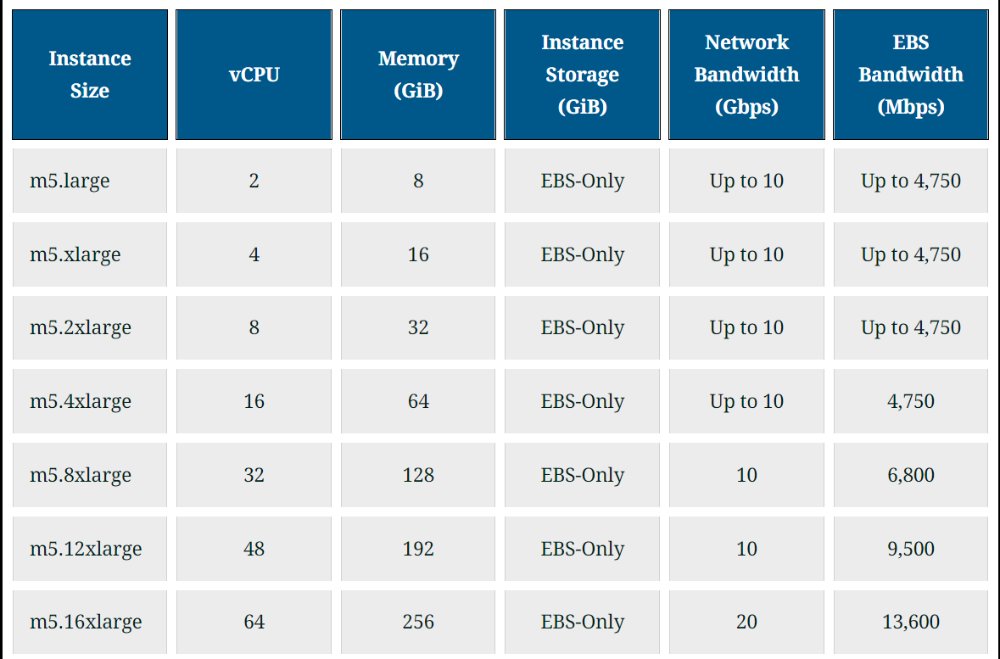 Instance Size
vCPU
Memory (GiB)
Instance Storage (GiB)
Network Bandwidth (Gbps)
EBS Bandwidth (Mbps)
m5.large 2 8 EBS-Only Up to 10 Up to 4,750
m5.xlarge 4 16 EBS-Only Up to 10 Up to 4,750
m5.2xlarge 8 32 EBS-Only Up to 10 Up to 4,750
m5.4xlarge 16 64 EBS-Only Up to 10 4,750
m5.8xlarge 32 128 EBS-Only 10 6,800
m5.12xlarge 48 192 EBS-Only 10 9,500
m5.16xlarge 64 256 EBS-Only 20 13,600